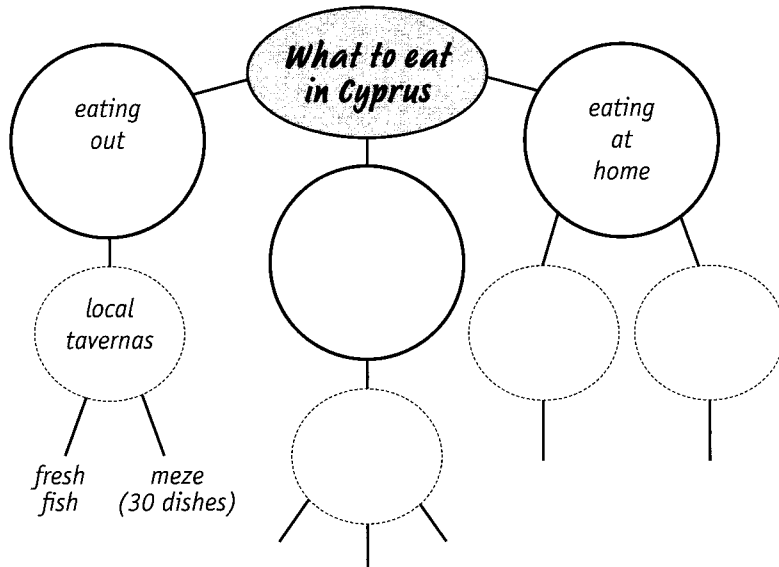 What to eat
in Cyprus
eating
out
eating
at
home
local
tavernas
fresh
fish
meze
(30 dishes)